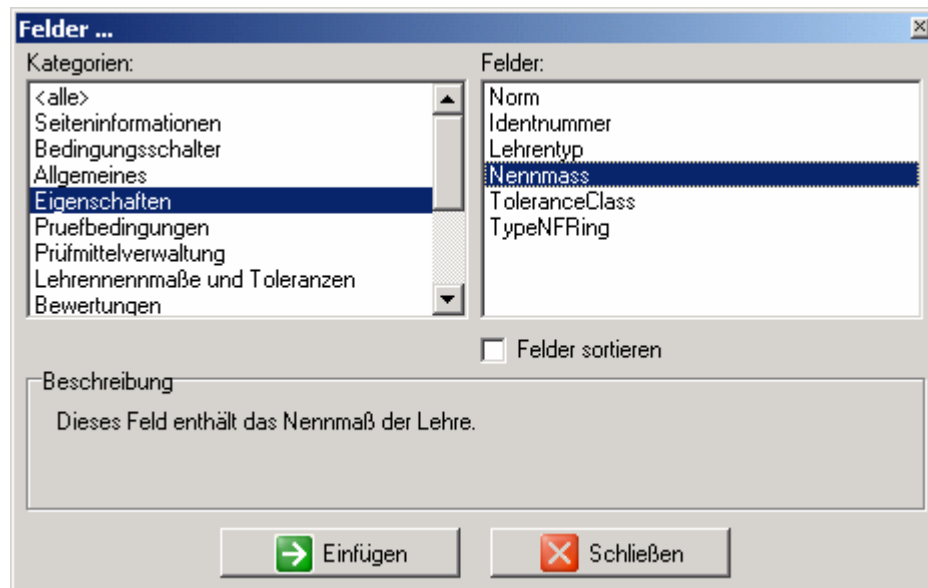 Felder ...
Kategorien:
<alle>
Seiteninformationen
Bedingungsschalter
Allgemeines
Eigenschaften
Pruefbedingungen
Prüfmittelverwaltung
Lehrennennmaße und Toleranzen
Bewertungen
Felder:
Norm
Identnummer
Lehrentyp
Nennmass
ToleranceClass
TypeNFRing
Felder sortieren
Beschreibung
Dieses Feld enthält das Nennmaß der Lehre.
Einfügen
Schließen